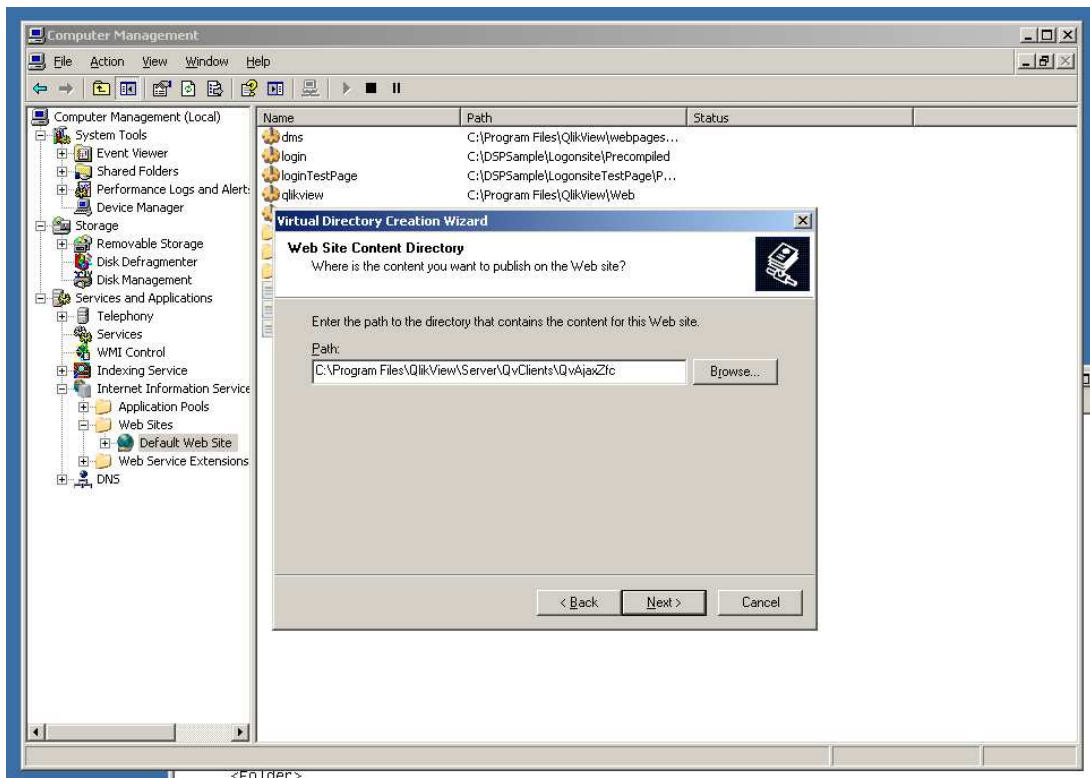 Computer Management
File Action View Window Help
Computer Management (Local)
System Tools
Event Viewer
Shared Folders
Performance Logs and Alert:
Device Manager
Storage
Removable Storage
Disk Defragmenter
Disk Management
Services and Applications
Telephony
Services
WMI Control
Indexing Service
Internet Information Service
Application Pools
Web Sites
Default Web Site
Web Service Extensions
DNS
Name Path Status
dms C:\Program Files\QlikView\webpages...
login C:\DSPSample\Logonsite\Precompiled
loginTestPage C:\DSPSample\LogonsiteTestPage\P...
qlikview C:\Program Files\QlikView\Web
Virtual Directory Creation Wizard
Web Site Content Directory
Where is the content you want to publish on the Web site?
Enter the path to the directory that contains the content for this Web site.
Path:
C:\Program Files\QlikView\Server\QvClients\QvAjaxZfc
Browse...
< Back Next > Cancel
<Folder>